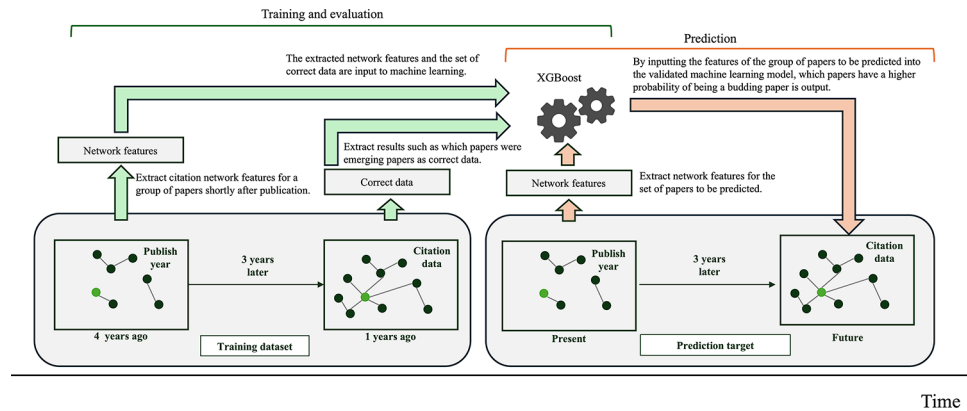 Training and evaluation
Prediction
The extracted network features and the set of
correct data are input to machine learning.
XGBoost
By inputting the features of the group of papers to be predicted into
the validated machine learning model, which papers have a higher
probability of being a budding paper is output.
Network features
Extract results such as which papers were
emerging papers as correct data.
Extract citation network features for a
group of papers shortly after publication.
Correct data
Network features
Extract network features for the
set of papers to be predicted.
Publish
year
3 years
later
Citation
data
4 years ago
Training dataset
1 years ago
Publish
year
3 years
later
Citation
data
Present
Prediction target
Future
Time